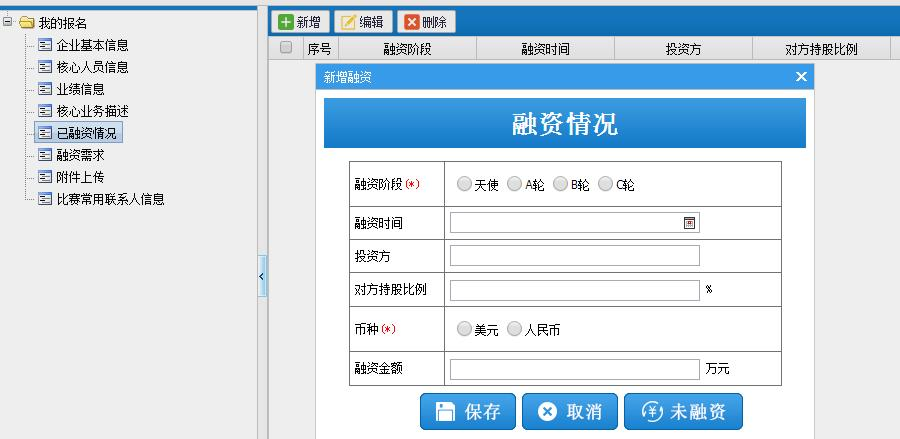 我的报名
企业基本信息
核心人员信息
业绩信息
核心业务描述
已融资情况
融资需求
附件上传
比赛常用联系人信息
新增 编辑 删除
序号 融资阶段 融资时间 投资方 对方持股比例
新增融资
融资情况
融资阶段(*) 天使 A轮 B轮 C轮
融资时间
投资方
对方持股比例 %
币种(*) 美元 人民币
融资金额 万元
保存 取消 未融资